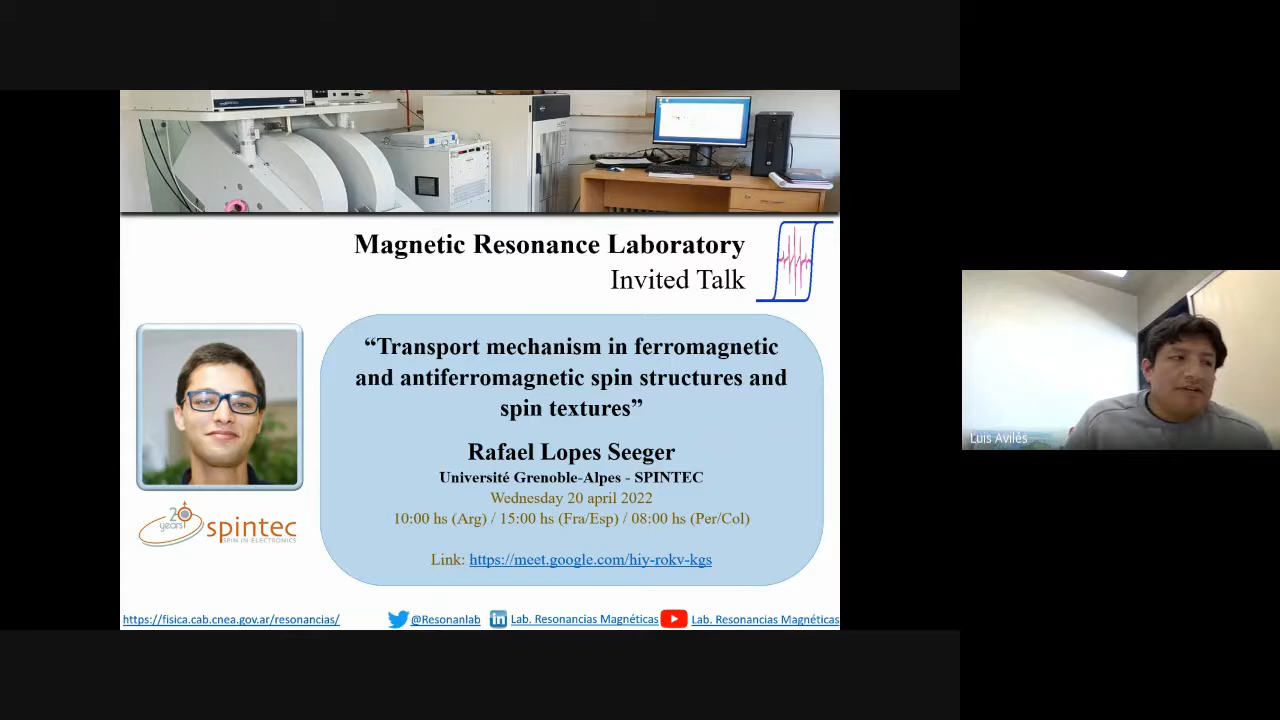 Magnetic Resonance Laboratory
Invited Talk
“Transport mechanism in ferromagnetic
and antiferromagnetic spin structures and
spin textures”
Rafael Lopes Seeger
Université Grenoble-Alpes - SPINTEC
Wednesday 20 april 2022
10:00 hs (Arg) / 15:00 hs (Fra/Esp) / 08:00 hs (Per/Col)
Link: https://meet.google.com/hiy-rokv-kgs
20
years
spintec
SPIN IN ELECTRONICS
https://fisica.cab.cnea.gov.ar/resonancias/
@Resonanlab
Lab. Resonancias Magnéticas
Lab. Resonancias Magnéticas
Luis Avilés